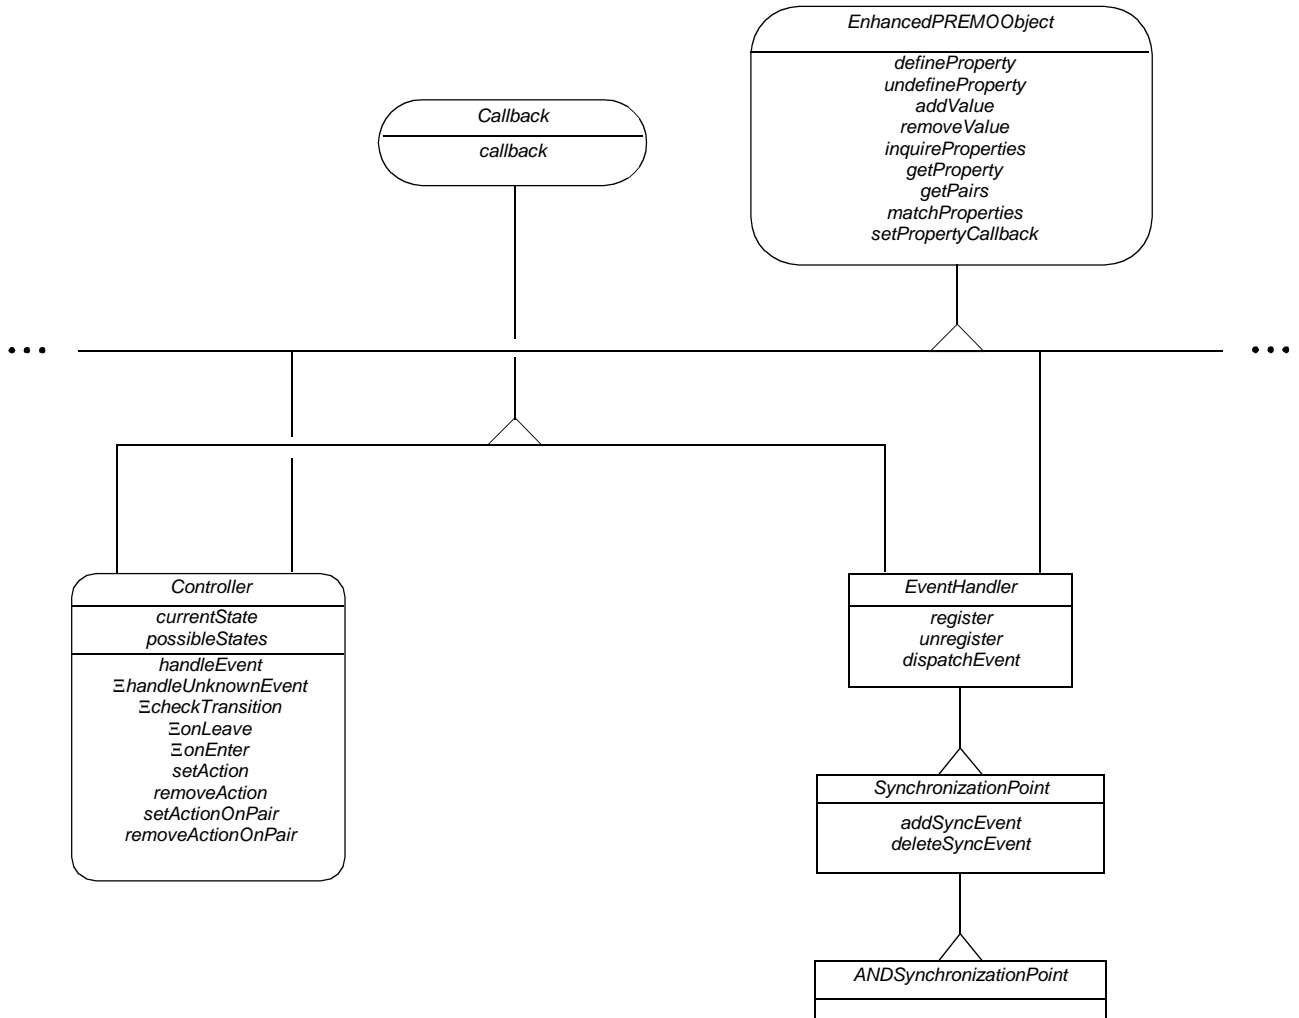 EnhancedPREMOObject
defineProperty
undefineProperty
addValue
removeValue
inquireProperties
getProperty
getPairs
matchProperties
setPropertyCallback
Callback
callback
...
...
Controller
currentState
possibleStates
handleEvent
ΞhandleUnknownEvent
ΞcheckTransition
ΞonLeave
ΞonEnter
setAction
removeAction
setActionOnPair
removeActionOnPair
EventHandler
register
unregister
dispatchEvent
SynchronizationPoint
addSyncEvent
deleteSyncEvent
ANDSynchronizationPoint